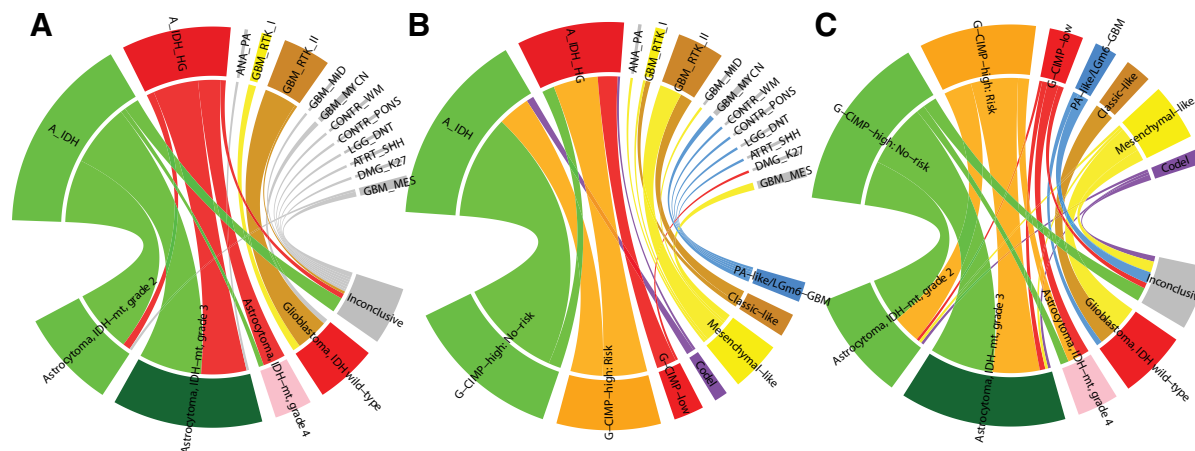 A
A_IDH
A_IDH_HG
ANA_PA
GBM_RTK_I
GBM_RTK_II
GBM_MID
GBM_MYCN
CONTR_WM
CONTR_PONS
LGG_DNT
ATRT_SHH
DMG_K27
GBM_MES
Inconclusive
Glioblastoma, IDH wild-type
Astrocytoma, IDH-mt, grade 4
Astrocytoma, IDH-mt, grade 3
Astrocytoma, IDH-mt, grade 2
B
A_IDH
A_IDH_HG
ANA_PA
GBM_RTK_I
GBM_RTK_II
GBM_MID
GBM_MYCN
CONTR_WM
CONTR_PONS
LGG_DNT
ATRT_SHH
DMG_K27
GBM_MES
PA-like/LGm6-GBM
Classic-like
Mesenchymal-like
Codel
G-CIMP-low
G-CIMP-high: Risk
G-CIMP-high: No-risk
C
G-CIMP-high: No-risk
G-CIMP-high: Risk
G-CIMP-low
PA-like/LGm6-GBM
Classic-like
Mesenchymal-like
Codel
Inconclusive
Glioblastoma, IDH wild-type
Astrocytoma, IDH-mt, grade 4
Astrocytoma, IDH-mt, grade 3
Astrocytoma, IDH-mt, grade 2